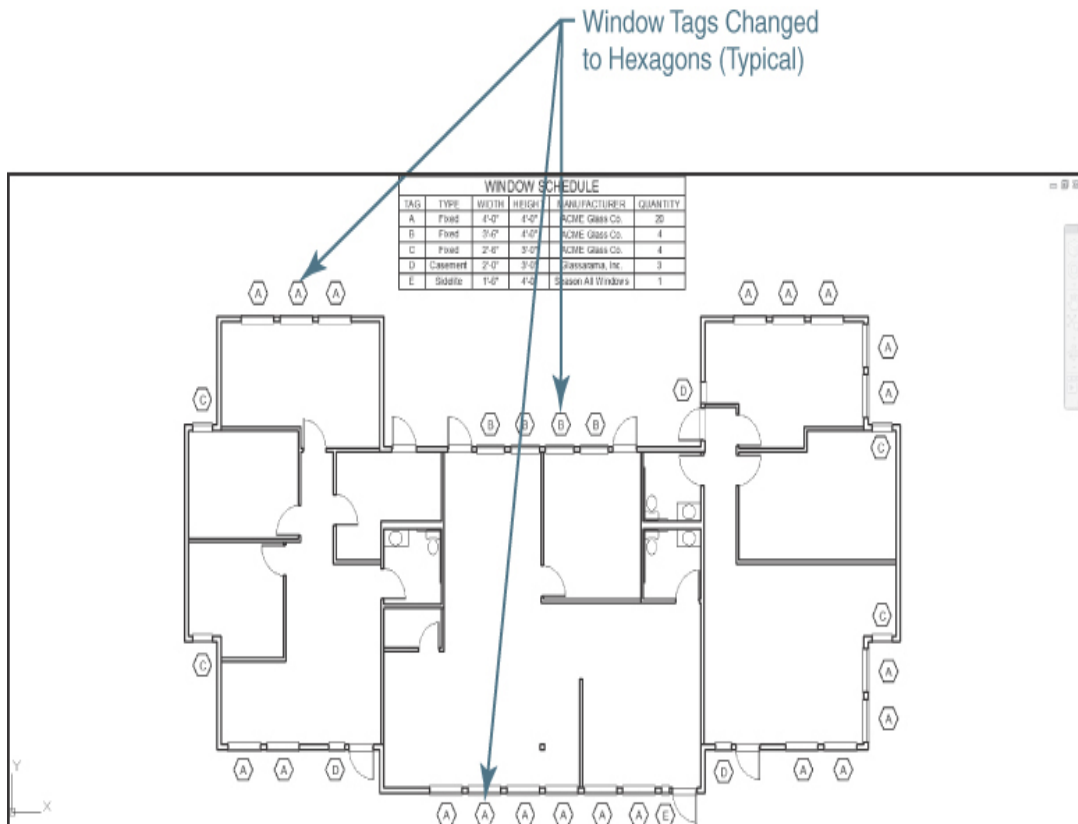 Window Tags Changed
to Hexagons (Typical)
WINDOW SCHEDULE
TAG TYPE WIDTH HEIGHT MANUFACTURER QUANTITY
A Fixed 4'-0" 4'-0" ACME Glass Co. 20
B Fixed 3'-6" 4'-0" ACME Glass Co. 4
C Fixed 2'-6" 3'-0" ACME Glass Co. 4
D Casement 2'-0" 3'-0" Glassarama, Inc. 3
E Sidelite 1'-6" 4'-0" Season All Windows 1
A A A A A A
A
D A
C B B B B
C
C
C A
A
A A D D A A
A A A A A A E
Y
X